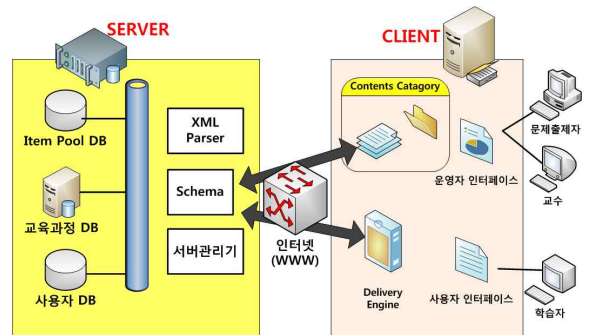 SERVER
Item Pool DB
교육과정 DB
사용자 DB
XML
Parser
Schema
서버관리기
인터넷
(WWW)
CLIENT
Contents Catagory
운영자 인터페이스
문제출제자
교수
Delivery
Engine
사용자 인터페이스
학습자